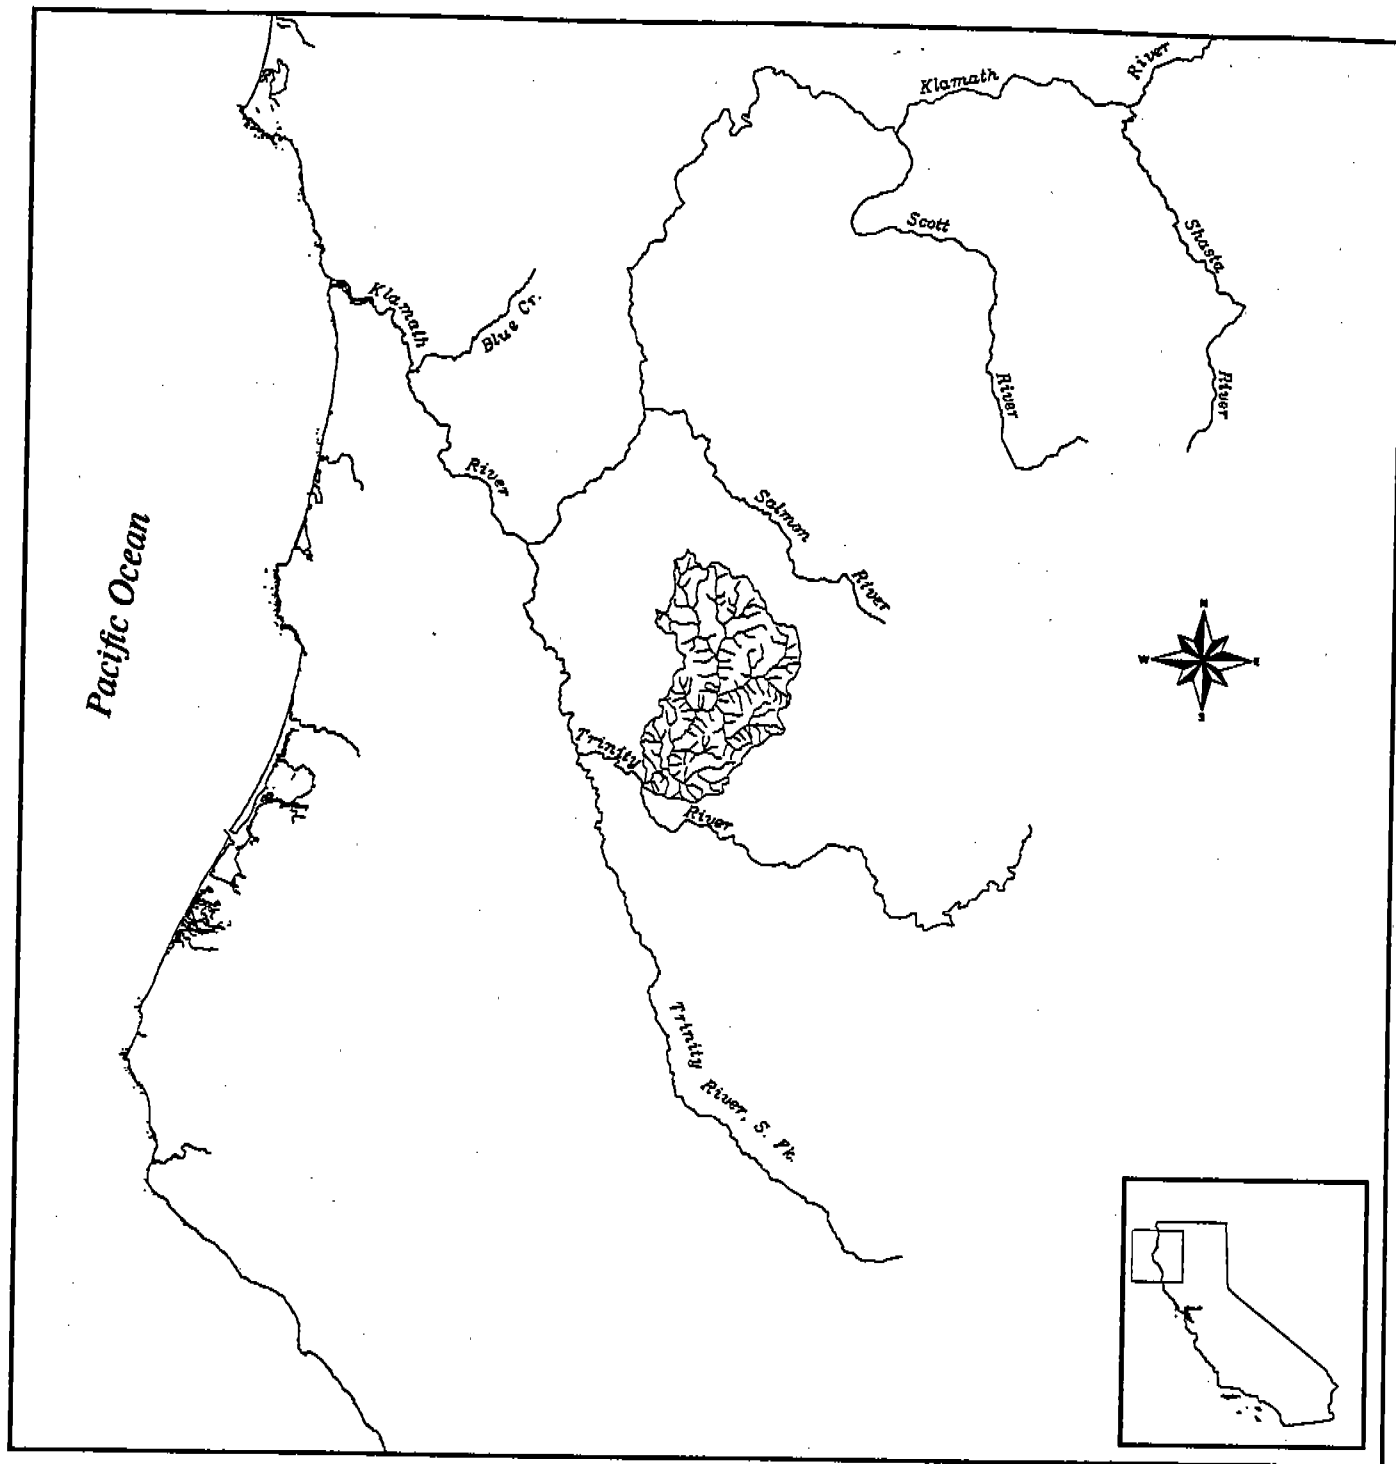 Klamath
River
Scott
River
Shasta
River
Klamath
River
Blue Cr.
Salmon
River
Pacific Ocean
N
W
E
S
Trinity
River
Trinity
River, S. Fk.